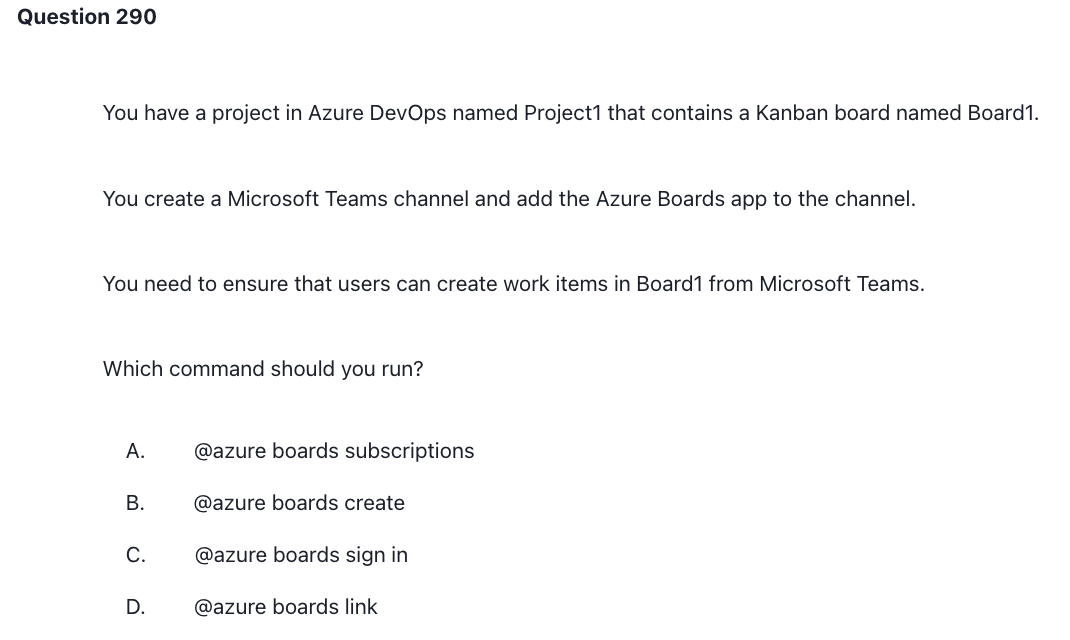 Question 290
You have a project in Azure DevOps named Project1 that contains a Kanban board named Board1.
You create a Microsoft Teams channel and add the Azure Boards app to the channel.
You need to ensure that users can create work items in Board1 from Microsoft Teams.
Which command should you run?
A. @azure boards subscriptions
B. @azure boards create
C. @azure boards sign in
D. @azure boards link